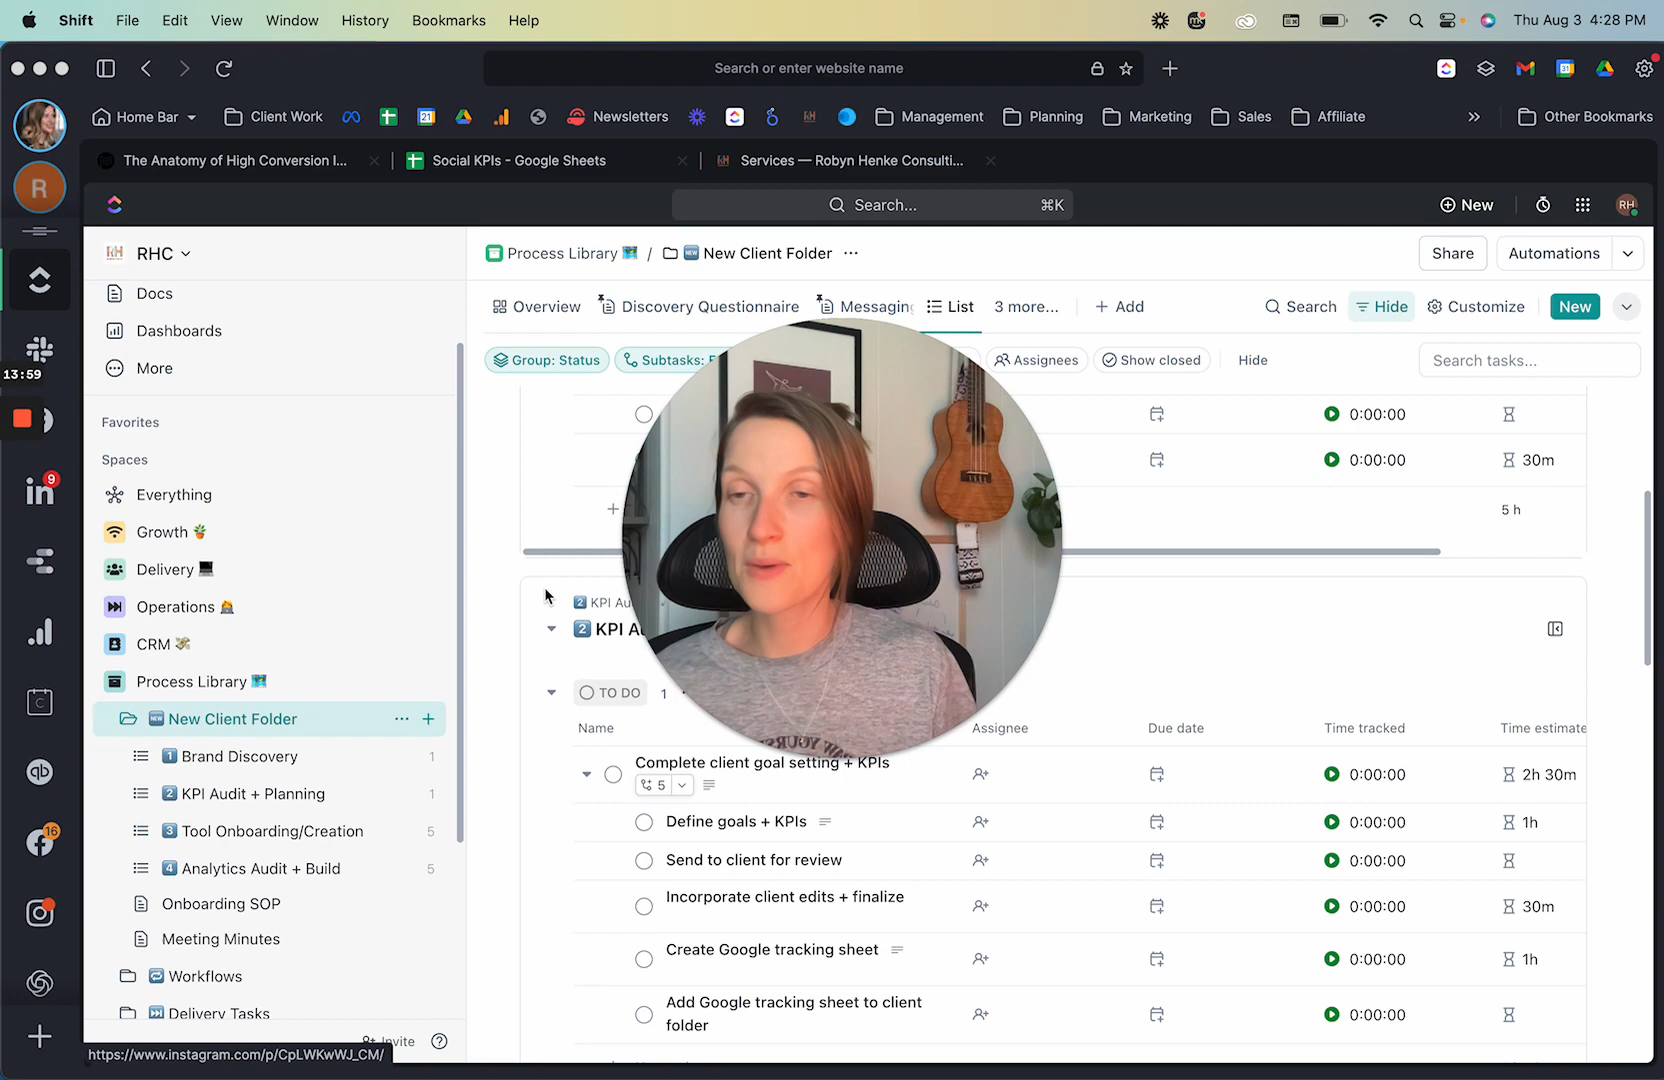 Shift File Edit View Window History Bookmarks Help
Thu Aug 3 4:28 PM
Search or enter website name
Home Bar
Client Work
Newsletters
Management
Planning
Marketing
Sales
Affiliate
Other Bookmarks
The Anatomy of High Conversion I...
Social KPIs - Google Sheets
Services — Robyn Henke Consulti...
R
Search... ⌘K
New
RH
RHC
Docs
Dashboards
More
Favorites
Spaces
Everything
Growth
Delivery
Operations
CRM
Process Library
New Client Folder
1 Brand Discovery 1
2 KPI Audit + Planning 1
3 Tool Onboarding/Creation 5
4 Analytics Audit + Build 5
Onboarding SOP
Meeting Minutes
Workflows
Delivery Tasks
Invite
https://www.instagram.com/p/CpLWKwWJ_CM/
13:59
9
16
Process Library / New Client Folder
Share
Automations
Overview
Discovery Questionnaire
Messaging
List
3 more...
+ Add
Search
Hide
Customize
New
Group: Status
Subtasks:
Assignees
Show closed
Hide
Search tasks...
0:00:00
0:00:00 30m
5 h
2 KPI Au
2 KPI A
TO DO 1
Name Assignee Due date Time tracked Time estimate
Complete client goal setting + KPIs 0:00:00 2h 30m
5
Define goals + KPIs 0:00:00 1h
Send to client for review 0:00:00
Incorporate client edits + finalize 0:00:00 30m
Create Google tracking sheet 0:00:00 1h
Add Google tracking sheet to client folder 0:00:00